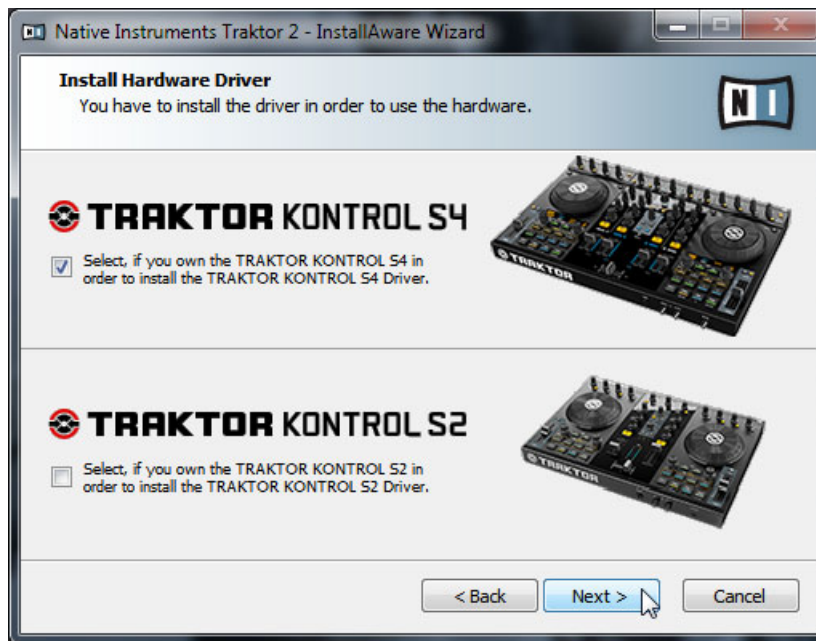 Native Instruments Traktor 2 - InstallAware Wizard
Install Hardware Driver
You have to install the driver in order to use the hardware.
NI
TRAKTOR KONTROL S4
Select, if you own the TRAKTOR KONTROL S4 in
order to install the TRAKTOR KONTROL S4 Driver.
TRAKTOR
TRAKTOR KONTROL S2
Select, if you own the TRAKTOR KONTROL S2 in
order to install the TRAKTOR KONTROL S2 Driver.
TRAKTOR
< Back
Next >
Cancel